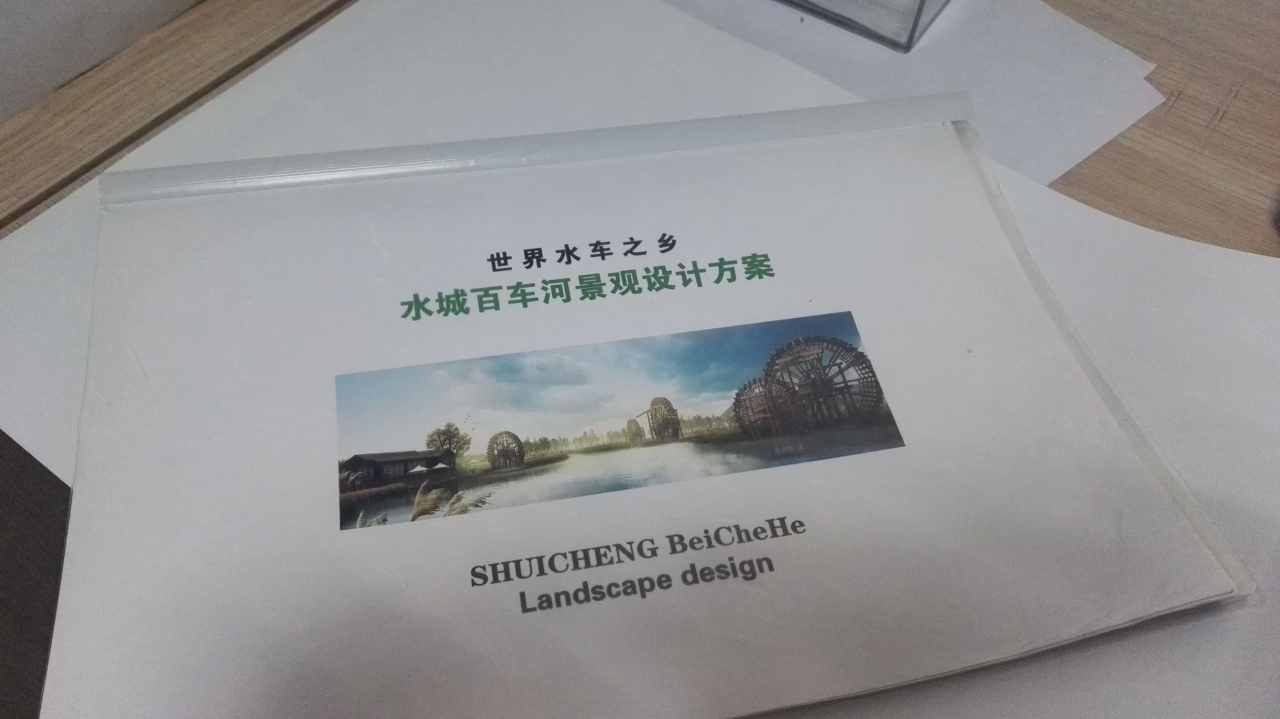 世界水车之乡
水城百车河景观设计方案
SHUICHENG BeiCheHe
Landscape design